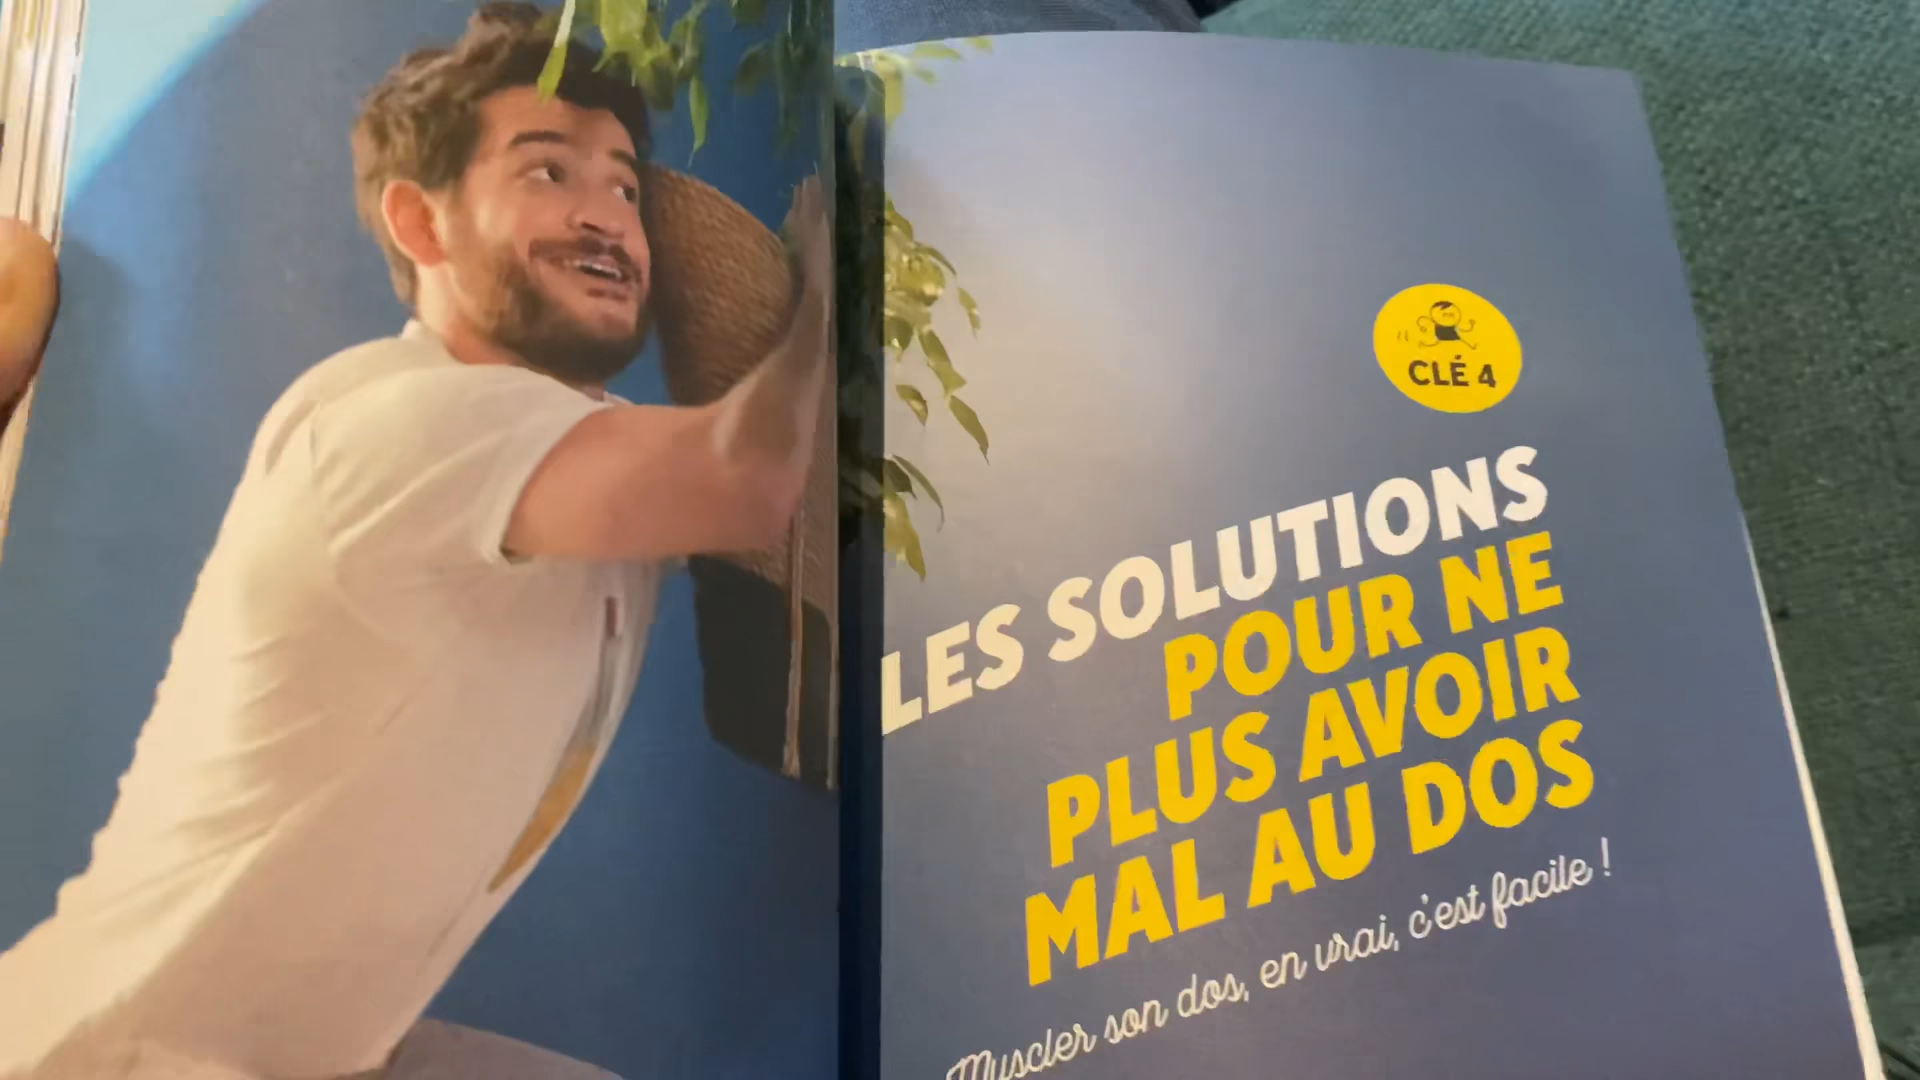 CLÉ 4
LES SOLUTIONS
POUR NE
PLUS AVOIR
MAL AU DOS
Muscler son dos, en vrai, c'est facile !